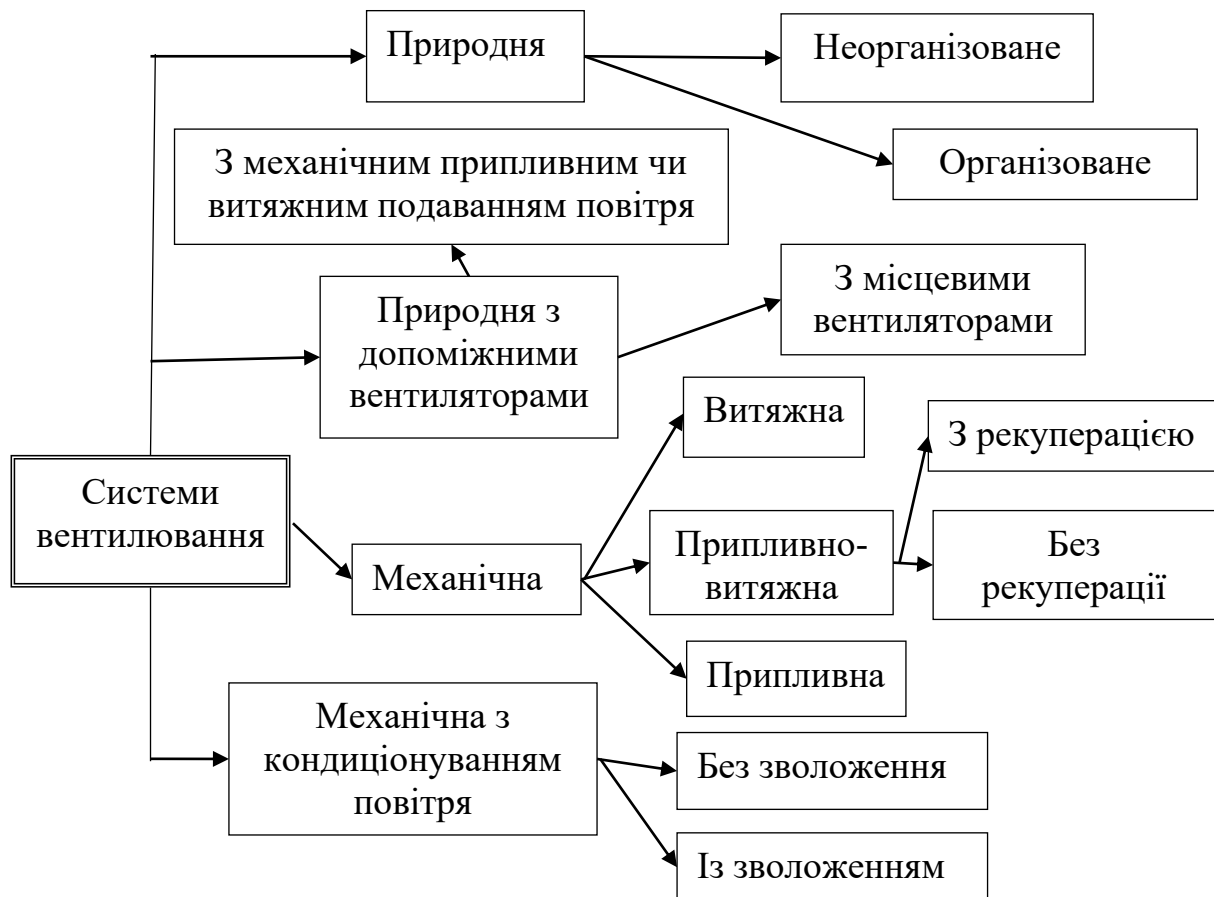 Природня
Неорганізоване
Організоване
З механічним припливним чи
витяжним подаванням повітря
Природня з
допоміжними
вентиляторами
З місцевими
вентиляторами
Системи
вентилювання
Механічна
Витяжна
Припливно-
витяжна
Припливна
З рекуперацією
Без
рекуперації
Механічна з
кондиціонуванням
повітря
Без зволоження
Із зволоженням